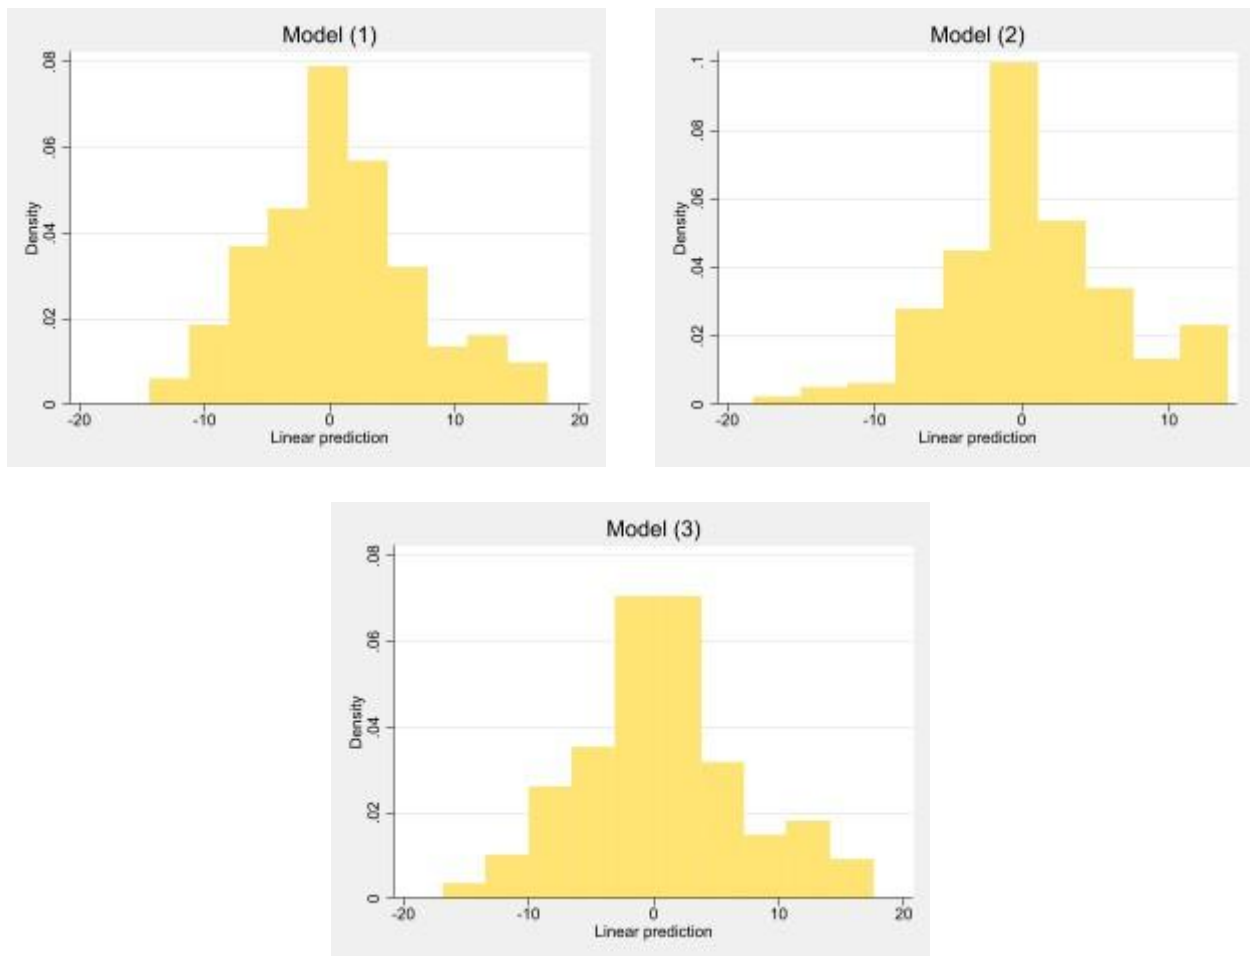 Model (1)
.08
.06
.04
.02
0
Density
-20 -10 0 10 20
Linear prediction
Model (2)
.1
.08
.06
.04
.02
0
Density
-20 -10 0 10
Linear prediction
Model (3)
.08
.06
.04
.02
0
Density
-20 -10 0 10 20
Linear prediction